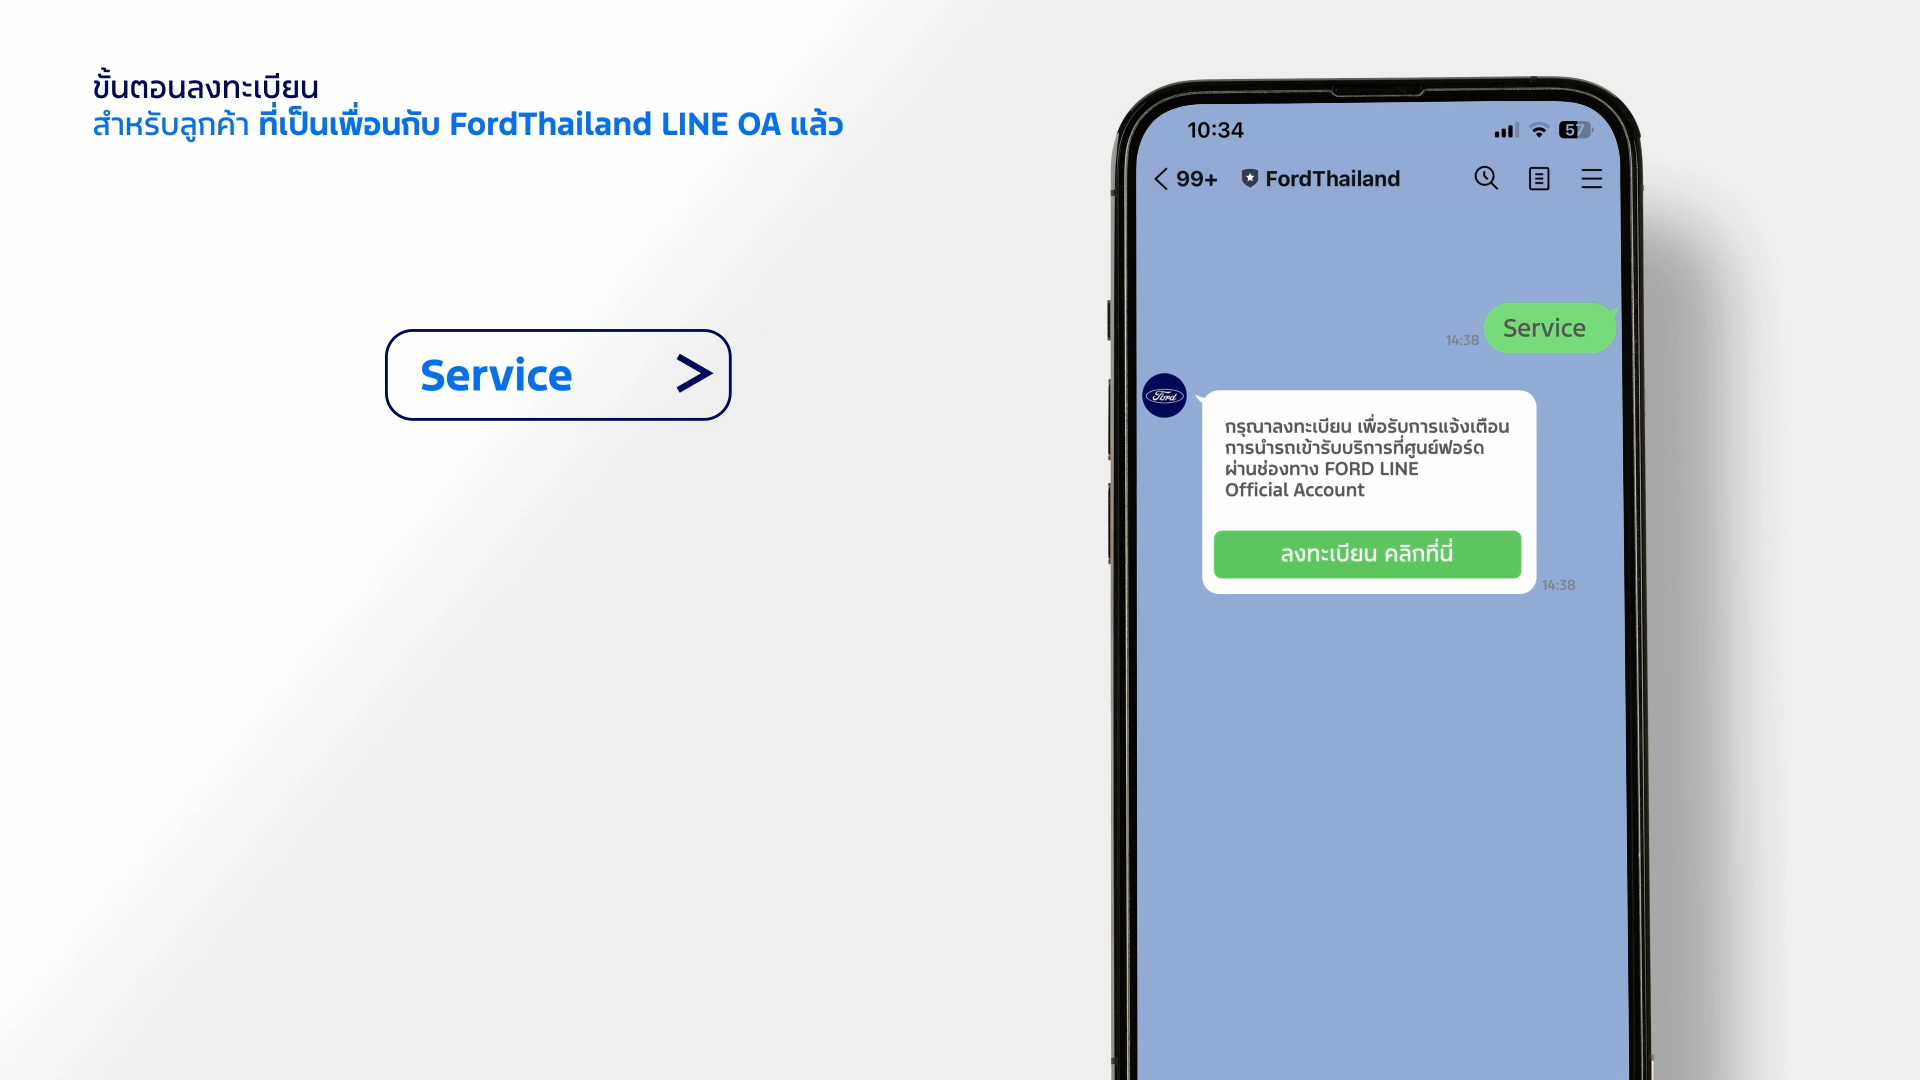 ขั้นตอนลงทะเบียน
สำหรับลูกค้า ที่เป็นเพื่อนกับ FordThailand LINE OA แล้ว
Service >
10:34
57
99+ FordThailand
Service
14:38
Ford
กรุณาลงทะเบียน เพื่อรับการแจ้งเตือน
การนำรถเข้ารับบริการที่ศูนย์ฟอร์ด
ผ่านช่องทาง FORD LINE
Official Account
ลงทะเบียน คลิกที่นี่
14:38